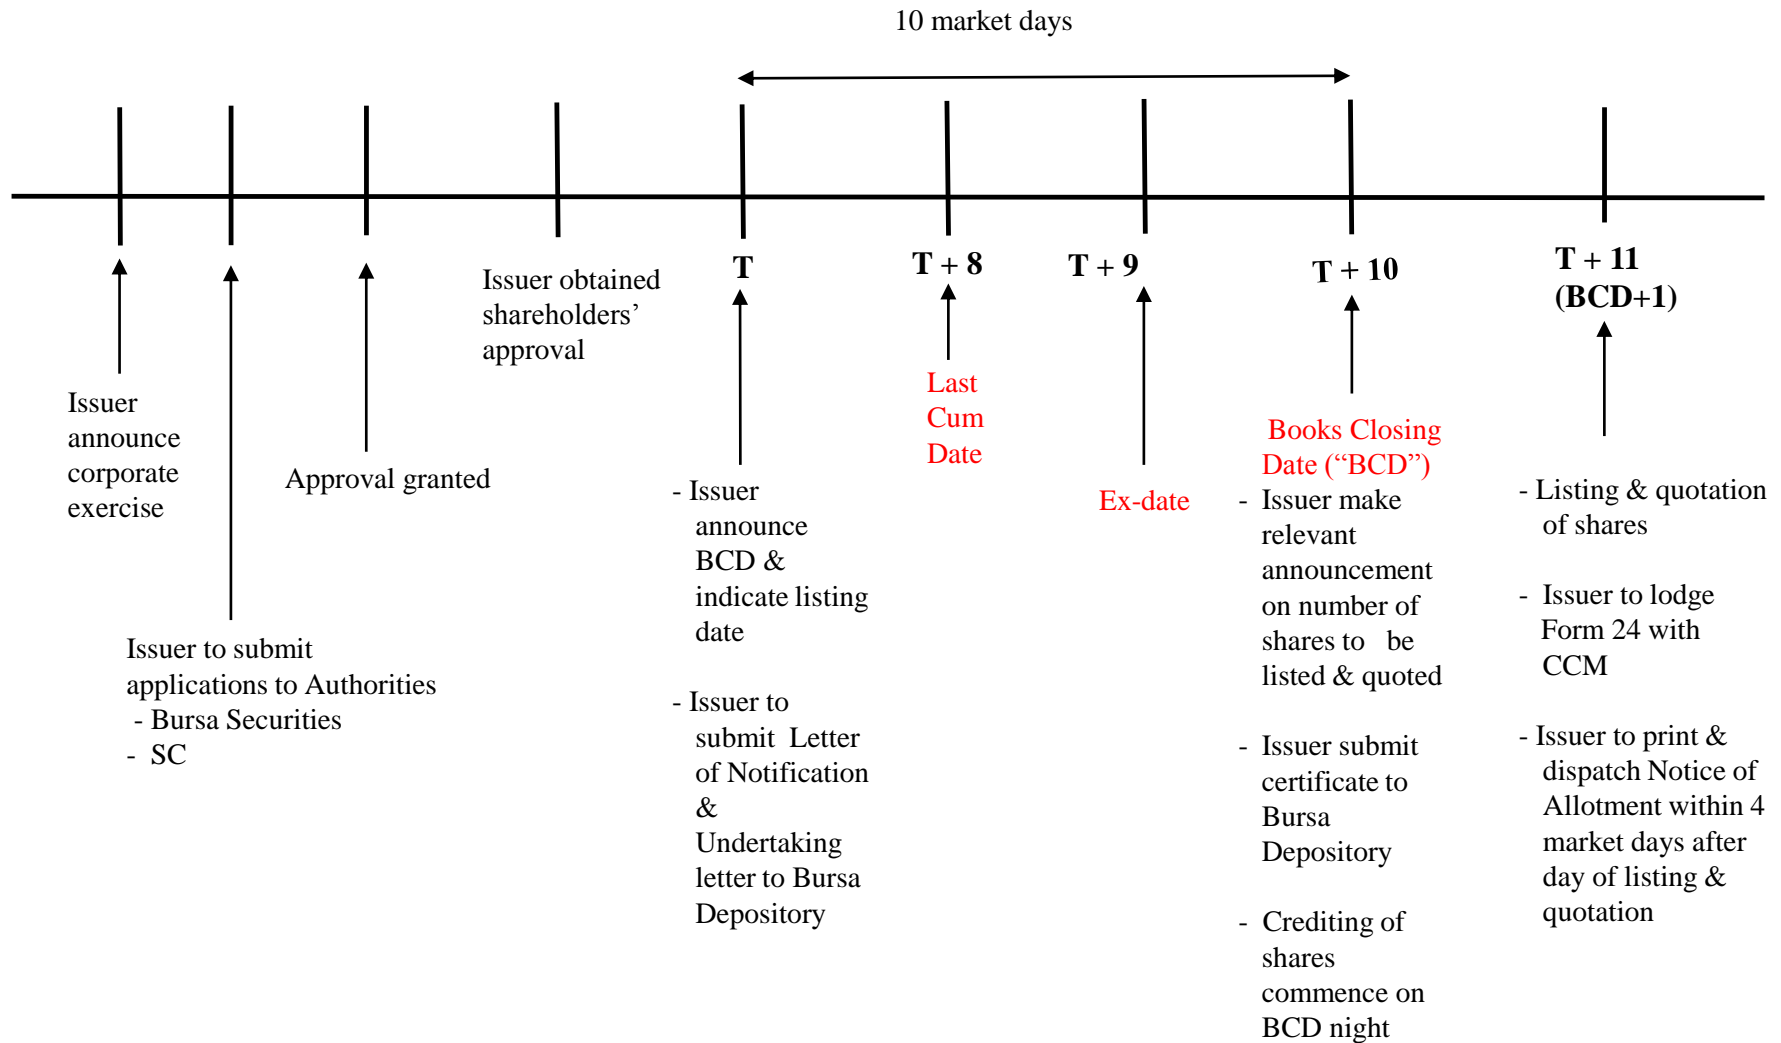 10 market days
Issuer
announce
corporate
exercise
Issuer to submit
applications to Authorities
- Bursa Securities
- SC
Approval granted
Issuer obtained
shareholders’
approval
T
- Issuer
announce
BCD &
indicate listing
date
- Issuer to
submit Letter
of Notification
&
Undertaking
letter to Bursa
Depository
T + 8
Last
Cum
Date
T + 9
Ex-date
T + 10
Books Closing
Date (“BCD”)
- Issuer make
relevant
announcement
on number of
shares to be
listed & quoted
- Issuer submit
certificate to
Bursa
Depository
- Crediting of
shares
commence on
BCD night
T + 11
(BCD+1)
- Listing & quotation
of shares
- Issuer to lodge
Form 24 with
CCM
- Issuer to print &
dispatch Notice of
Allotment within 4
market days after
day of listing &
quotation